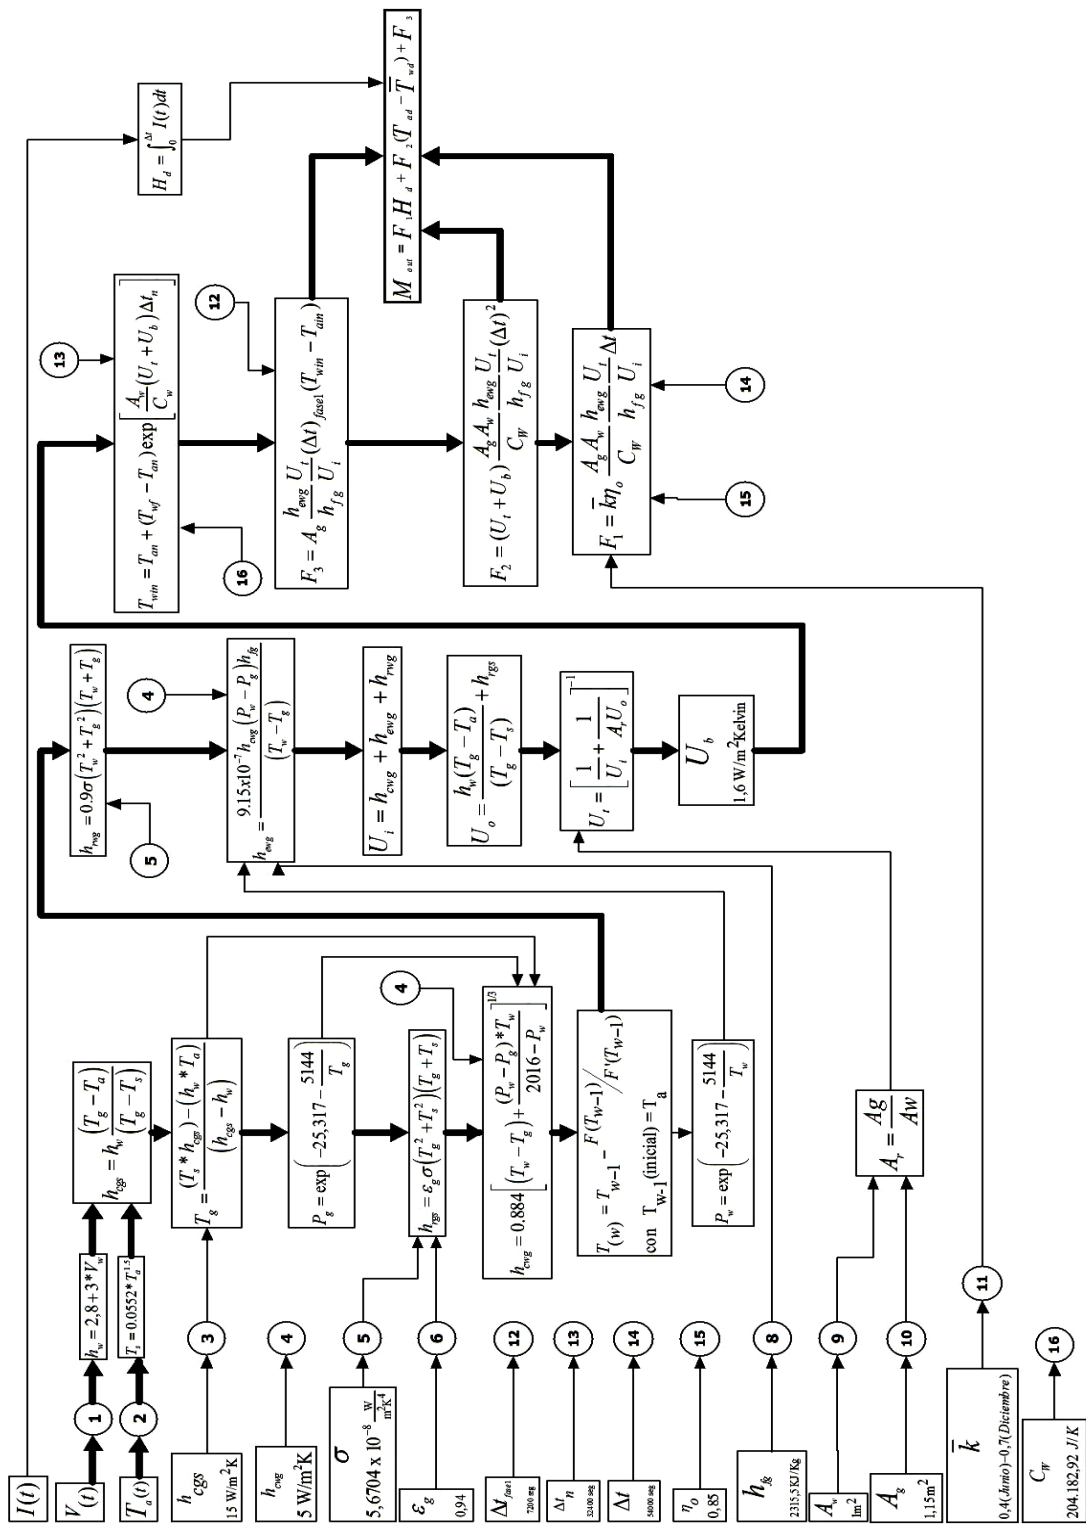 I(t)
V(t)
T_a(t)
h_cgs
15 W/m²K
h_cwg
5 W/m²K
σ
5,6704 x 10⁻⁸ W/m²K⁴
ε_g
0,94
Δt_fase1
7200 seg
Δt_n
32400 seg
Δt
54000 seg
η_o
0,85
h_fg
2315,5 KJ/Kg
A_w
1m2
A_g
1,15m2
k̅
0,4(Junio)−0,7(Diciembre)
C_W
204.182,92 J/K
1
2
3
4
5
6
12
13
14
15
8
9
10
11
16
h_w = 2,8 + 3*V_w
T_s = 0.0552*T_a^1.5
h_cgs = h_w (T_g − T_a)/(T_g − T_s)
T_g = (T_s * h_cgs) − (h_w * T_a)/(h_cgs − h_w)
P_g = exp(−25,317 − 5144/T_g)
h_rgs = ε_g σ(T_g² + T_s²)(T_g + T_s)
h_cwg = 0.884[(T_w − T_g) + (P_w − P_g)*T_w/2016 − P_w]^1/3
4
T_(w) = T_w−1 − F(T_w−1)/F'(T_w−1)
con T_w-1(inicial) = T_a
P_w = exp(−25,317 − 5144/T_w)
A_r = Ag/Aw
h_rwg = 0.9σ(T_w² + T_g²)(T_w + T_g)
5
4
h_ewg = 9.15x10⁻⁷ h_cwg (P_w − P_g)h_fg/(T_w − T_g)
U_i = h_cwg + h_ewg + h_rwg
U_o = h_w(T_g − T_a)/(T_g − T_s) + h_rgs
U_t = [1/U_i + 1/A_r U_o]⁻¹
U_b
1,6 W/m²Kelvin
13
T_win = T_an + (T_wf − T_an) exp[A_w/C_w (U_t + U_b)Δt_n]
16
12
F_3 = A_g h_ewg/h_fg U_t/U_i (Δt)_fase1 (T_win − T_ain)
F_2 = (U_t + U_b) A_g A_w/C_W h_ewg/h_fg U_t/U_i (Δt)²
F_1 = k̅η_o A_g A_w/C_W h_ewg/h_fg U_t/U_i Δt
15
14
H_d = ∫_0^Δt I(t)dt
M_out = F_1 H_d + F_2 (T_ad − T̅_wd) + F_3